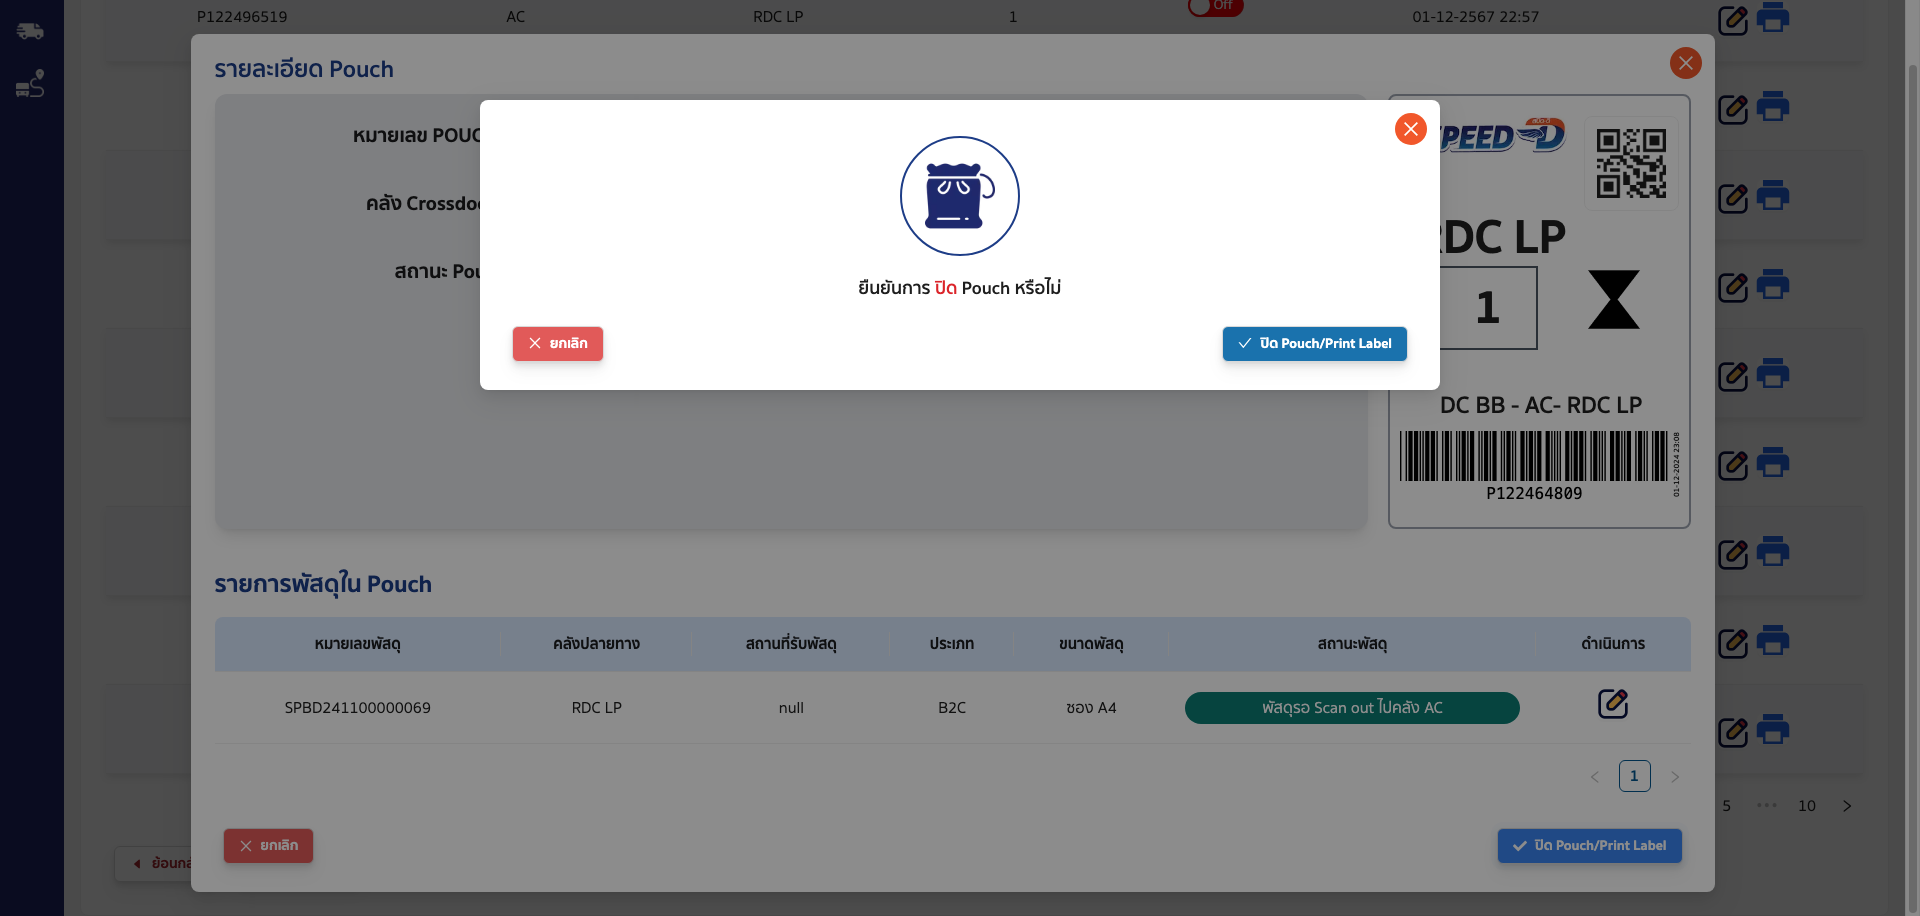 P122496519 AC RDC LP 1 Off 01-12-2567 22:57
รายละเอียด Pouch
หมายเลข POUC
คลัง Crossdo
สถานะ Pou
ยืนยันการ ปิด Pouch หรือไม่
ยกเลิก
ปิด Pouch/Print Label
SPEED D
RDC LP
1
DC BB - AC- RDC LP
01-12-2024 23:08
P122464809
รายการพัสดุใน Pouch
หมายเลขพัสดุ คลังปลายทาง สถานที่รับพัสดุ ประเภท ขนาดพัสดุ สถานะพัสดุ ดำเนินการ
SPBD241100000069 RDC LP null B2C ซอง A4 พัสดุรอ Scan out ไปคลัง AC
1
5 ••• 10
ยกเลิก
ปิด Pouch/Print Label
ย้อนกล